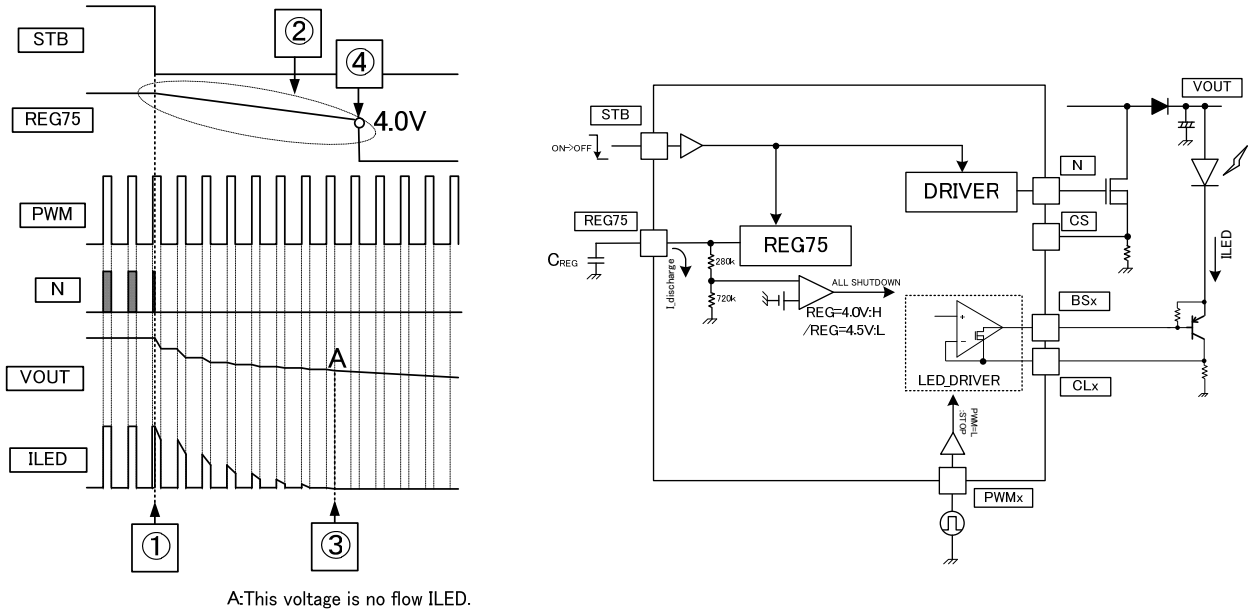 STB
②
④
REG75
4.0V
PWM
N
VOUT
A
ILED
①
③
A:This voltage is no flow ILED.
VOUT
STB
ON->OFF
DRIVER
N
REG75
CS
REG75
CREG
I_discharge
280k
720k
ALL SHUTDOWN
REG=4.0V:H
/REG=4.5V:L
ILED
BSx
+
-
LED_DRIVER
CLx
PWM=L
:STOP
PWMx